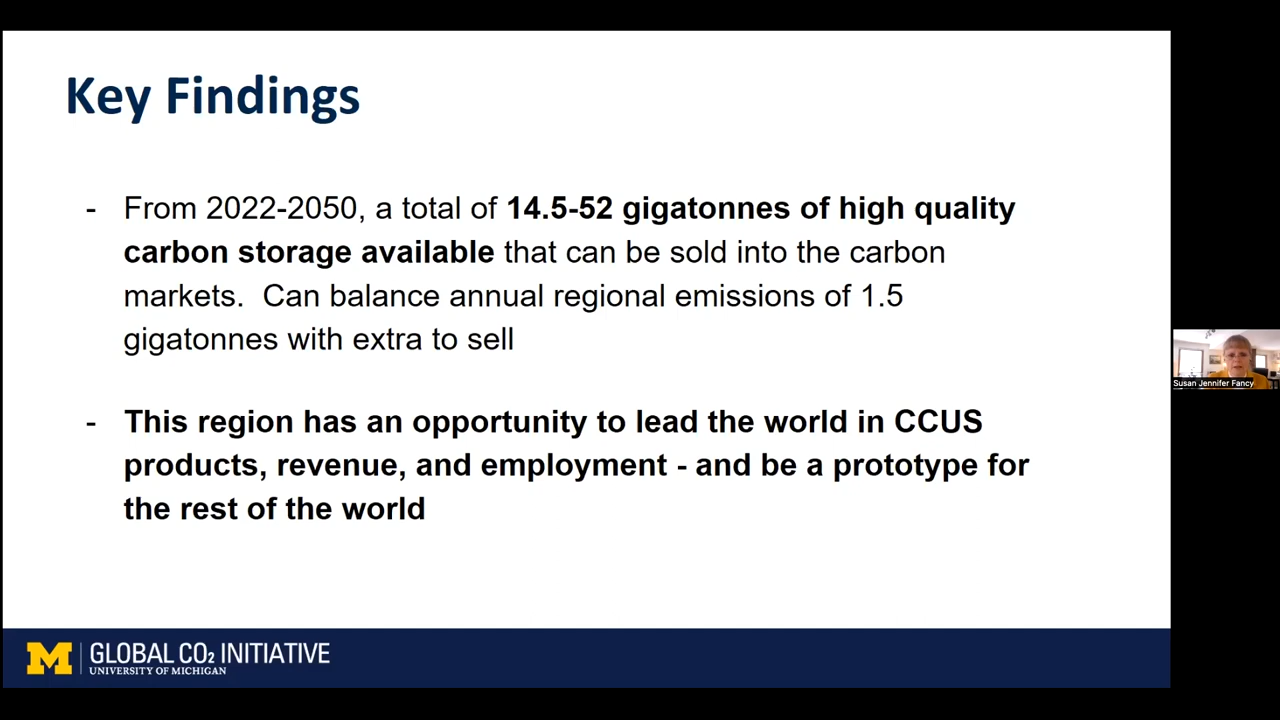 Key Findings
- From 2022-2050, a total of 14.5-52 gigatonnes of high quality
carbon storage available that can be sold into the carbon
markets.  Can balance annual regional emissions of 1.5
gigatonnes with extra to sell
- This region has an opportunity to lead the world in CCUS
products, revenue, and employment - and be a prototype for
the rest of the world
Susan Jennifer Fancy
M GLOBAL CO₂ INITIATIVE
UNIVERSITY OF MICHIGAN